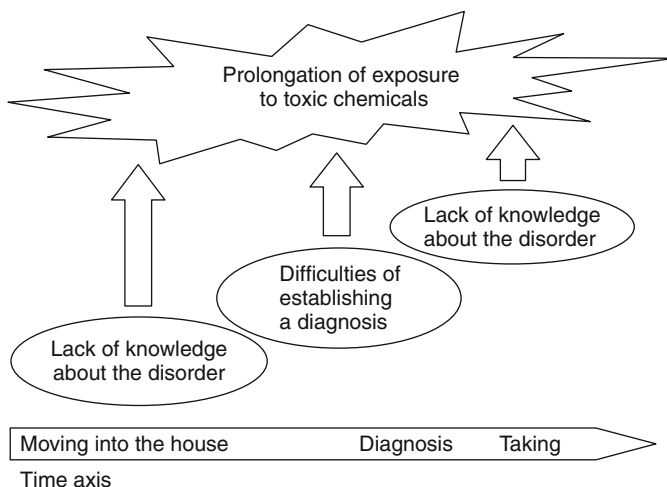 Prolongation of exposure
to toxic chemicals
Lack of knowledge
about the disorder
Difficulties of
establishing
a diagnosis
Lack of knowledge
about the disorder
Moving into the house Diagnosis Taking
Time axis